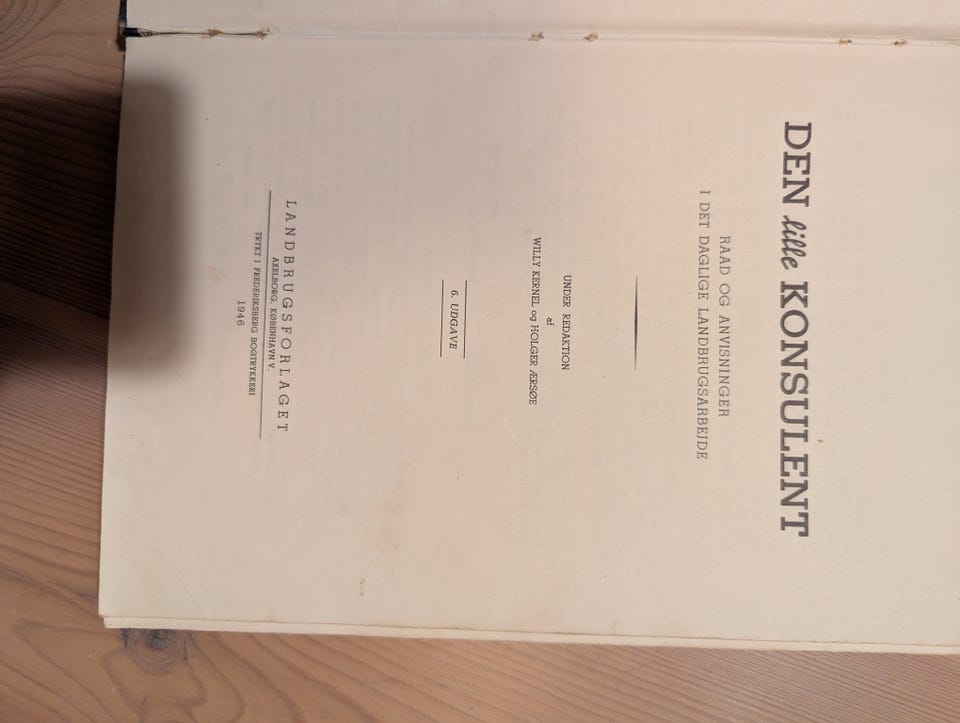 DEN lille KONSULENT
RAAD OG ANVISNINGER
I DET DAGLIGE LANDBRUGSARBEJDE
UNDER REDAKTION
af
WILLY KERNEL og HOLGER ÆRSØE
6. UDGAVE
LANDBRUGSFORLAGET
AXELBORG. KØBENHAVN V.
TRYKT I FREDERIKSBERG BOGTRYKKERI
1946